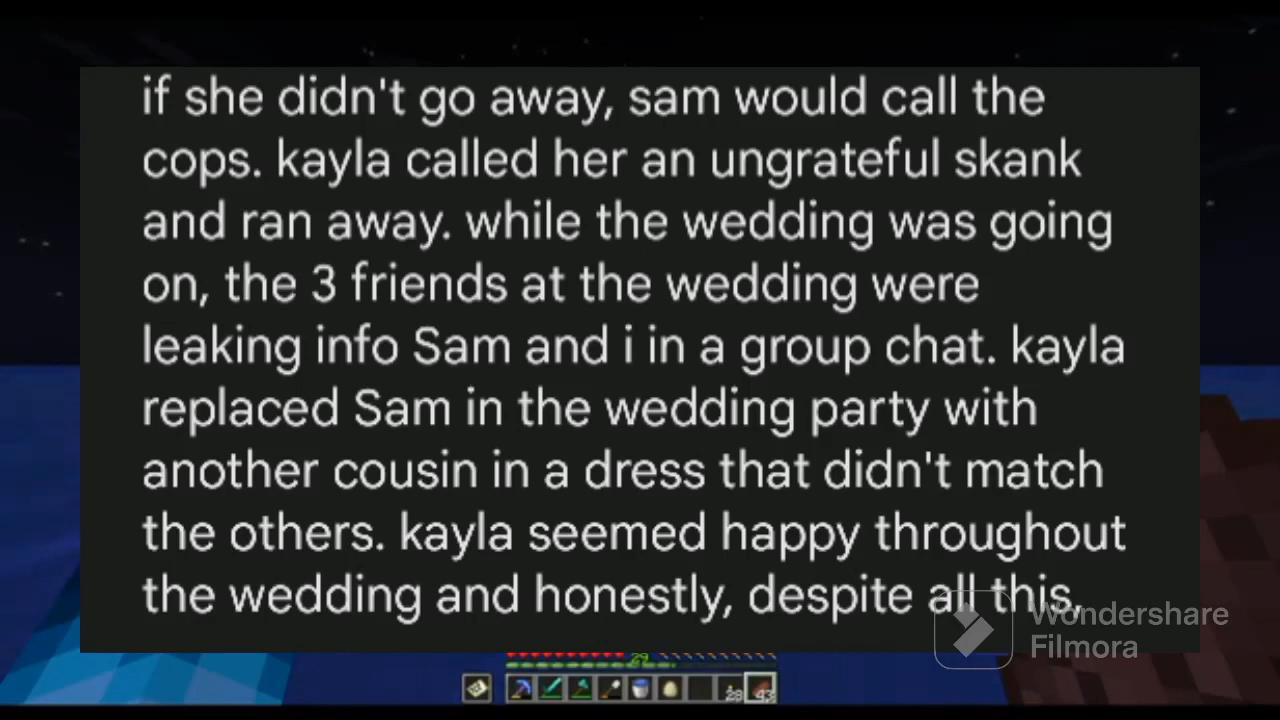 if she didn't go away, sam would call the
cops. kayla called her an ungrateful skank
and ran away. while the wedding was going
on, the 3 friends at the wedding were
leaking info Sam and i in a group chat. kayla
replaced Sam in the wedding party with
another cousin in a dress that didn't match
the others. kayla seemed happy throughout
the wedding and honestly, despite all this,
Wondershare
Filmora
29
28 43